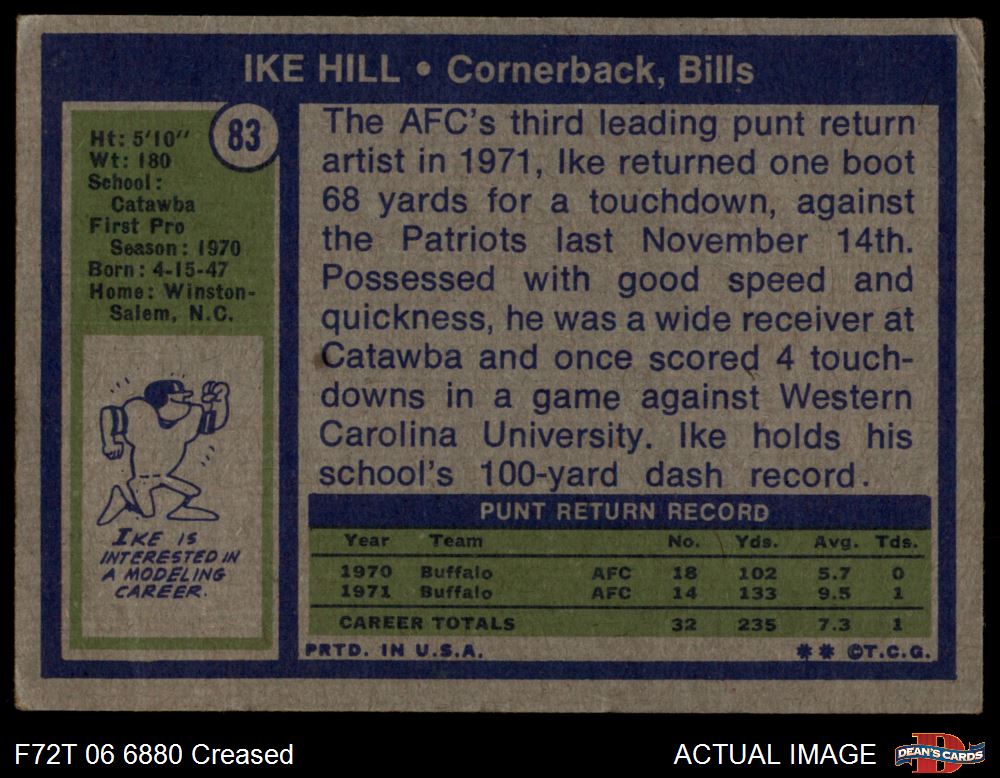 IKE HILL • Cornerback, Bills
83
Ht: 5'10"
Wt: 180
School:
Catawba
First Pro
Season: 1970
Born: 4-15-47
Home: Winston-
Salem, N.C.
IKE IS
INTERESTED IN
A MODELING
CAREER.
The AFC's third leading punt return
artist in 1971, Ike returned one boot
68 yards for a touchdown, against
the Patriots last November 14th.
Possessed with good speed and
quickness, he was a wide receiver at
Catawba and once scored 4 touch-
downs in a game against Western
Carolina University. Ike holds his
school's 100-yard dash record.
PUNT RETURN RECORD
Year Team No. Yds. Avg. Tds.
1970 Buffalo AFC 18 102 5.7 0
1971 Buffalo AFC 14 133 9.5 1
CAREER TOTALS 32 235 7.3 1
PRTD. IN U.S.A. ** ©T.C.G.
F72T 06 6880 Creased ACTUAL IMAGE
D
DEAN'S CARDS